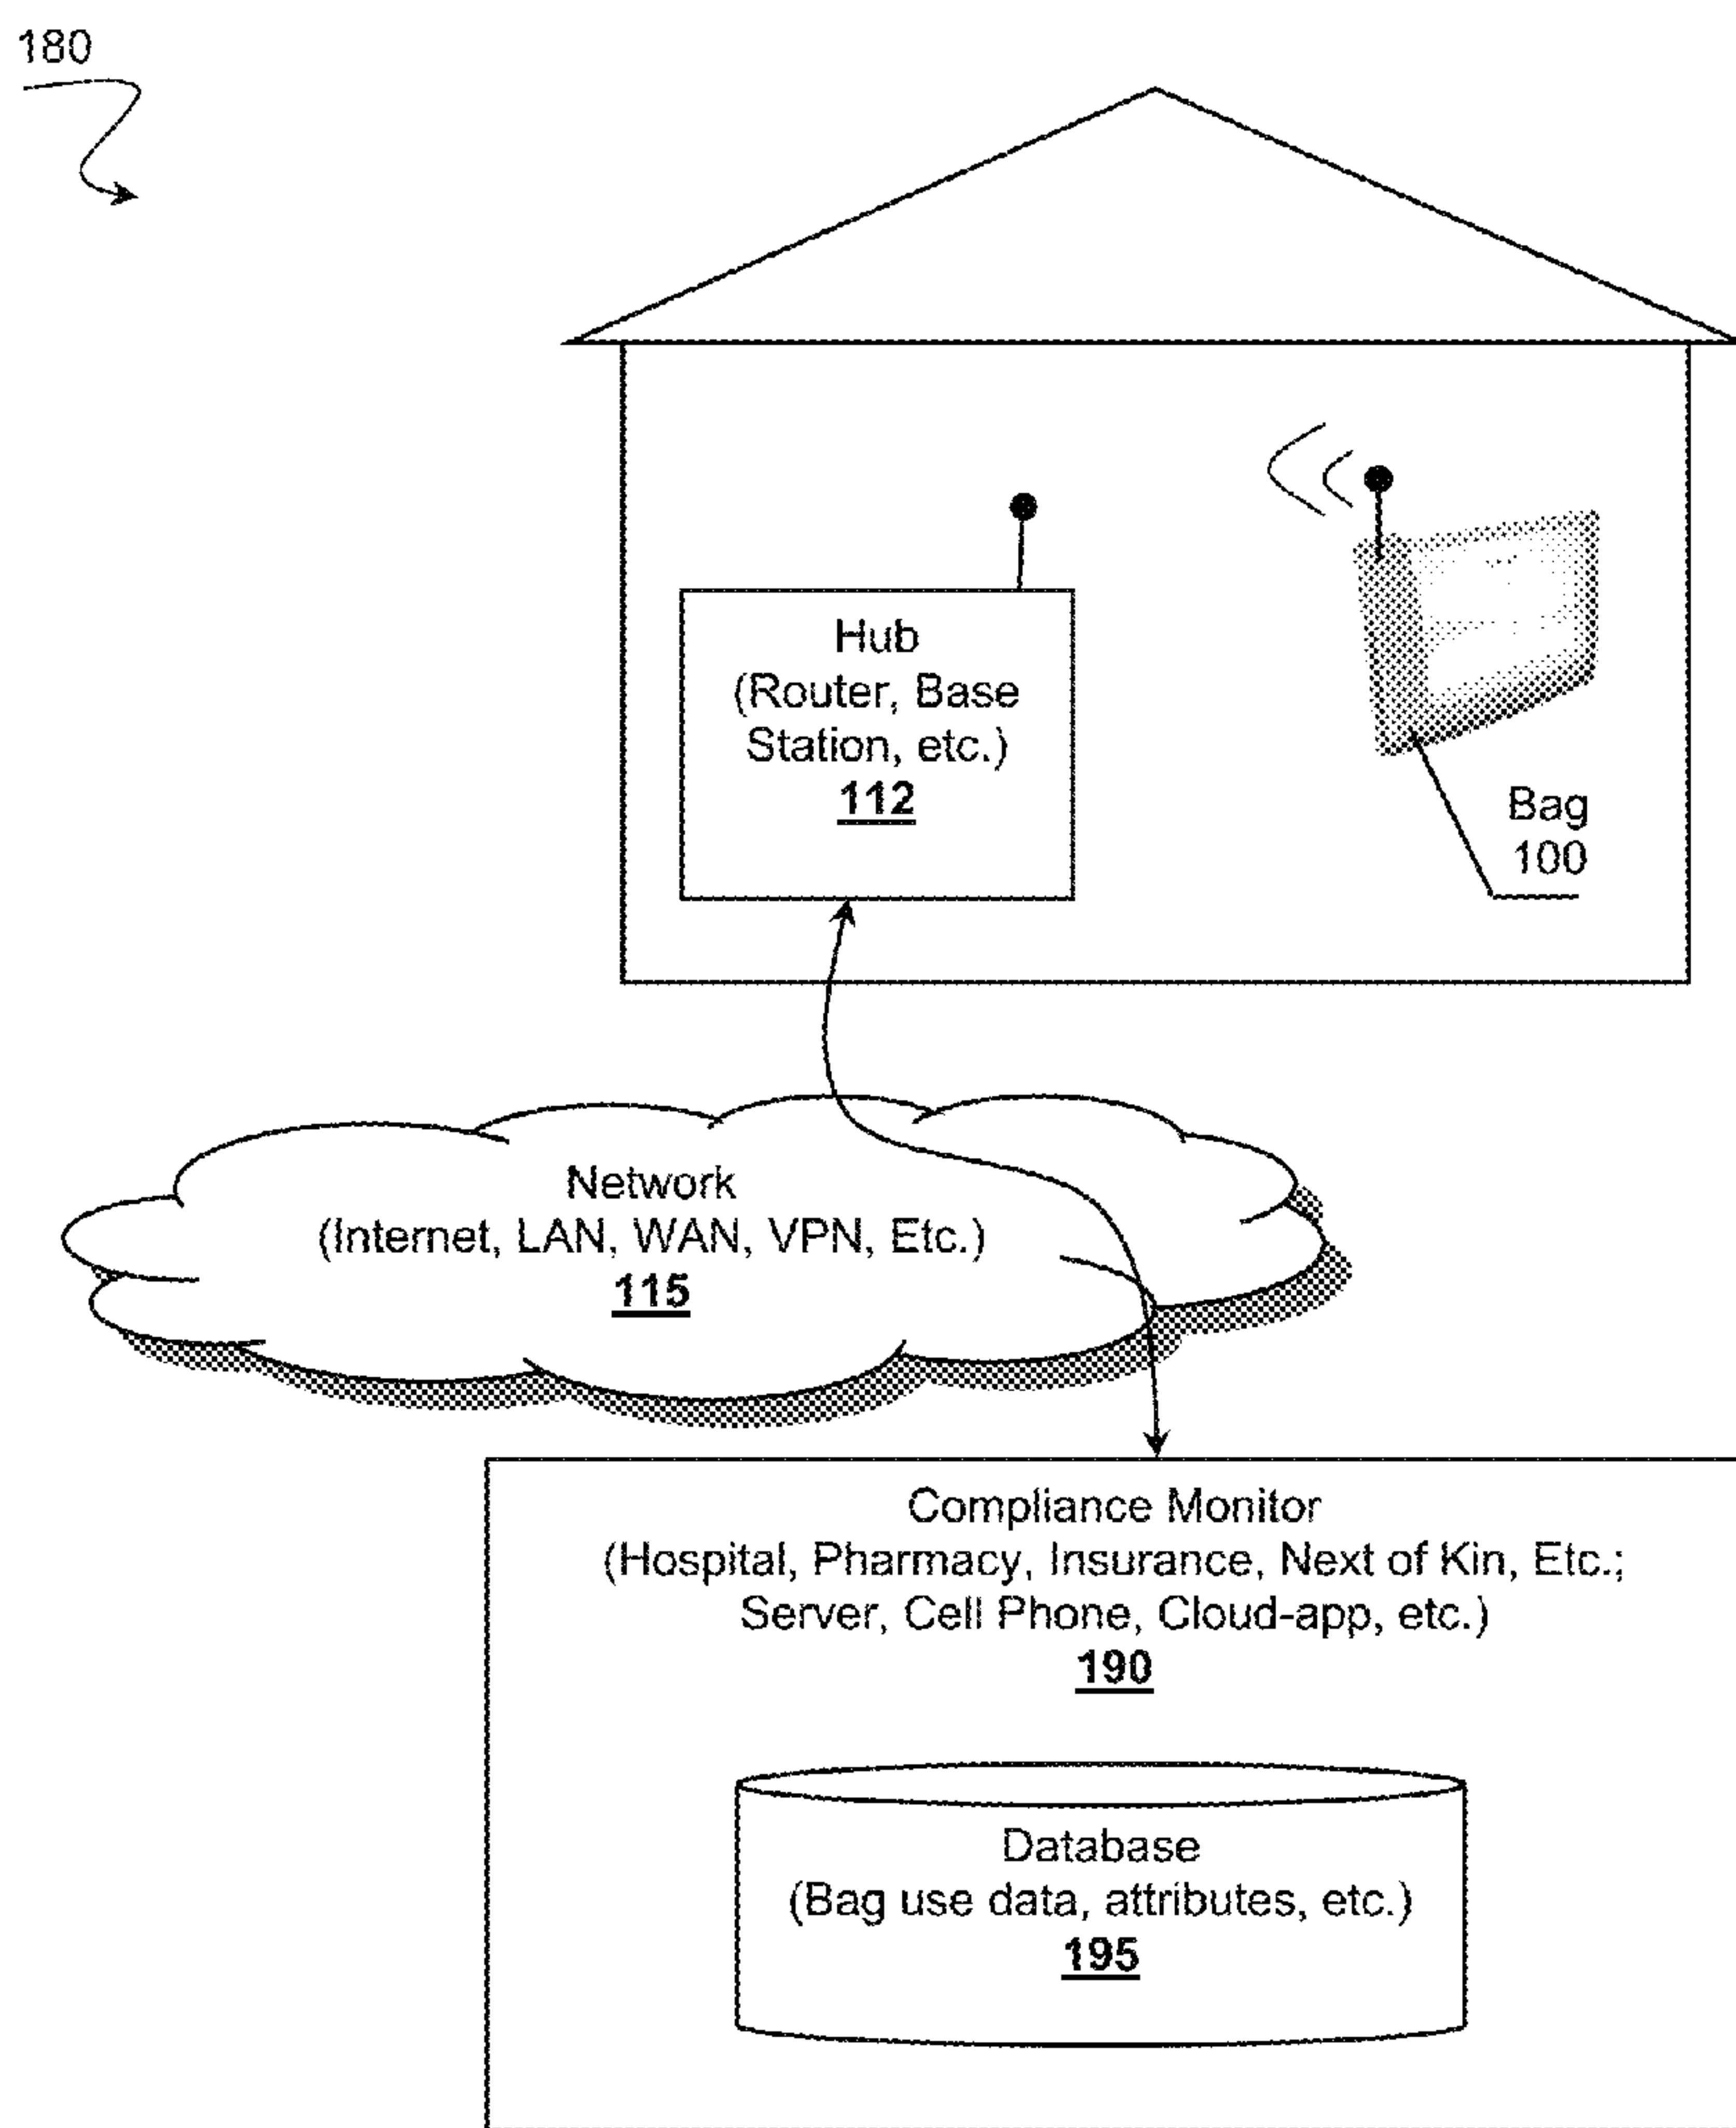 180
Hub
(Router, Base
Station, etc.)
112
Bag
100
Network
(Internet, LAN, WAN, VPN, Etc.)
115
Compliance Monitor
(Hospital, Pharmacy, Insurance, Next of Kin, Etc.;
Server, Cell Phone, Cloud-app, etc.)
190
Database
(Bag use data, attributes, etc.)
195